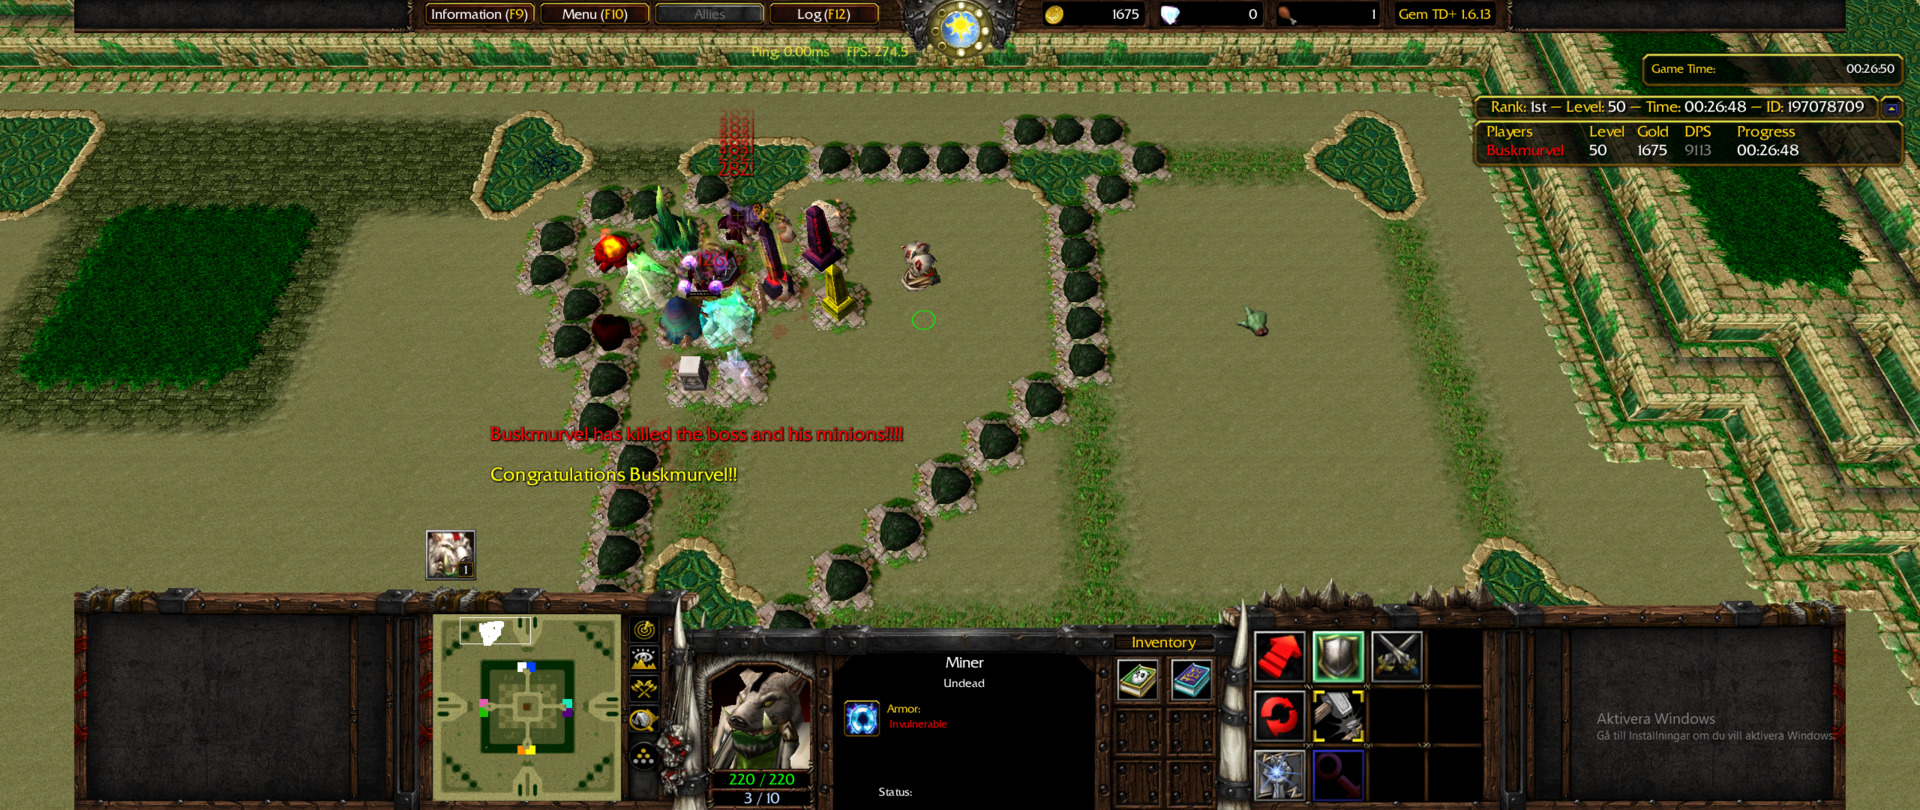 Information (F9)
Menu (F10)
Allies
Log (F12)
1675
0
1
Gem TD+ 1.6.13
Ping: 0.00ms FPS: 274.5
Game Time: 00:26:50
Rank: 1st — Level: 50 — Time: 00:26:48 — ID: 197078709
Players Level Gold DPS Progress
Buskmurvel 50 1675 9113 00:26:48
282
Buskmurvel has killed the boss and his minions!!!!
Congratulations Buskmurvel!!
1
Miner
Undead
Armor:
Invulnerable
Status:
220 / 220
3 / 10
Inventory
Aktivera Windows
Gå till Inställningar om du vill aktivera Windows.